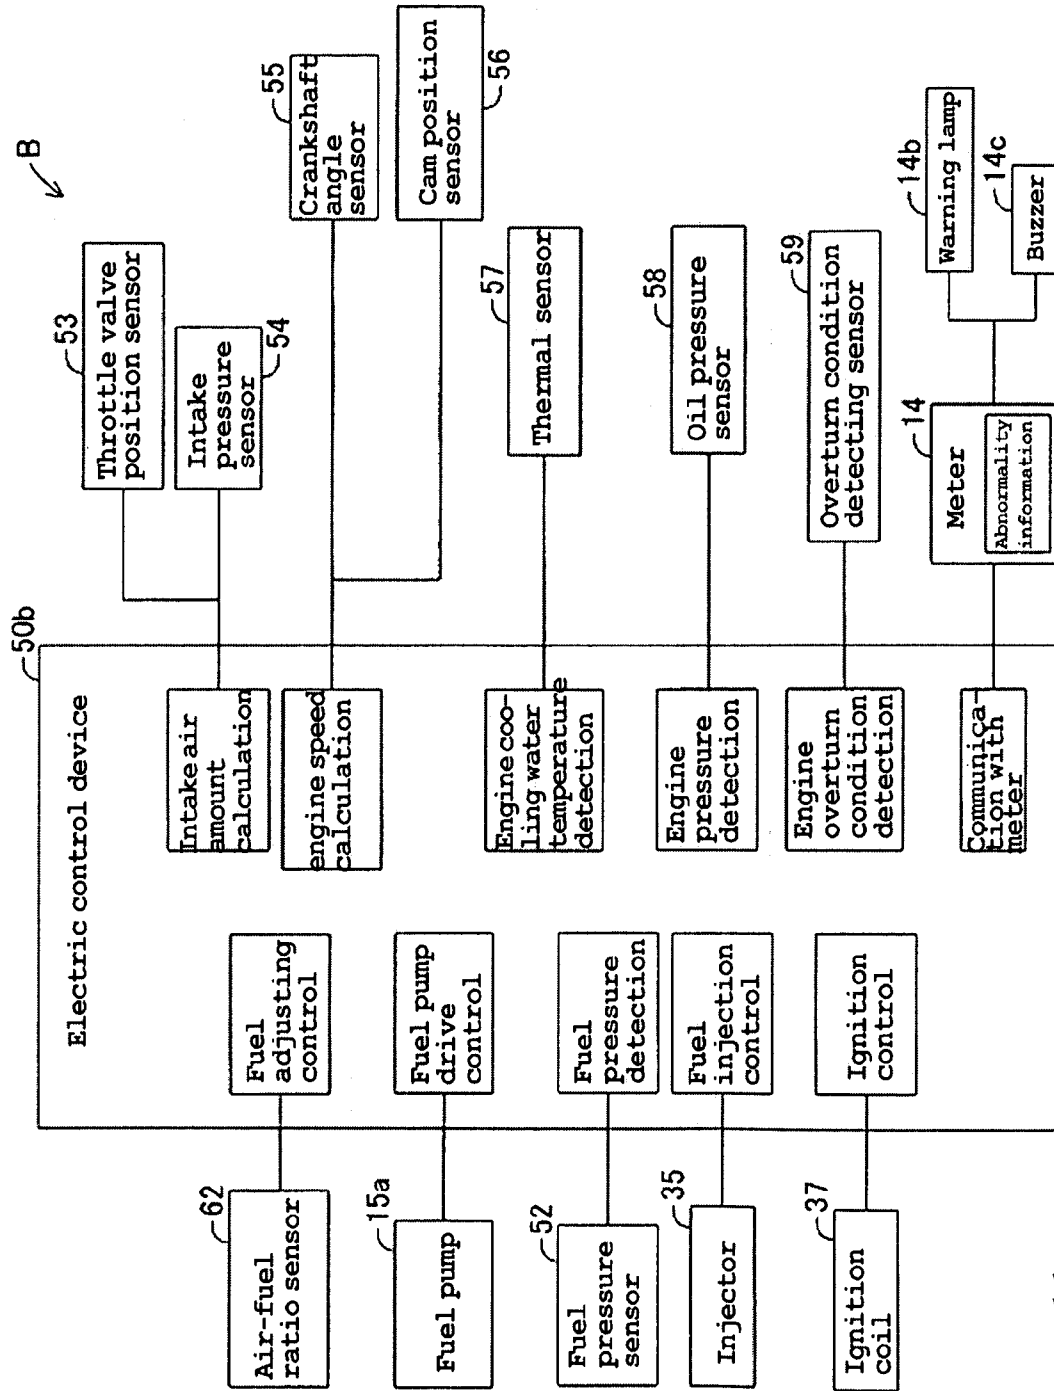 B
50b
Electric control device
62
Air-fuel
ratio sensor
Fuel
adjusting
control
15a
Fuel pump
Fuel pump
drive
control
52
Fuel
pressure
sensor
Fuel
pressure
detection
35
Injector
Fuel
injection
control
37
Ignition
coil
Ignition
control
Intake air
amount
calculation
53
Throttle valve
position sensor
Intake
pressure
sensor
54
engine speed
calculation
55
Crankshaft
angle
sensor
Cam position
sensor
56
Engine coo-
ling water
temperature
detection
57
Thermal sensor
Engine
pressure
detection
58
Oil pressure
sensor
Engine
overturn
condition
detection
59
Overturn condition
detecting sensor
Communica-
tion with
meter
14
Meter
Abnormality
information
14b
Warning lamp
14c
Buzzer